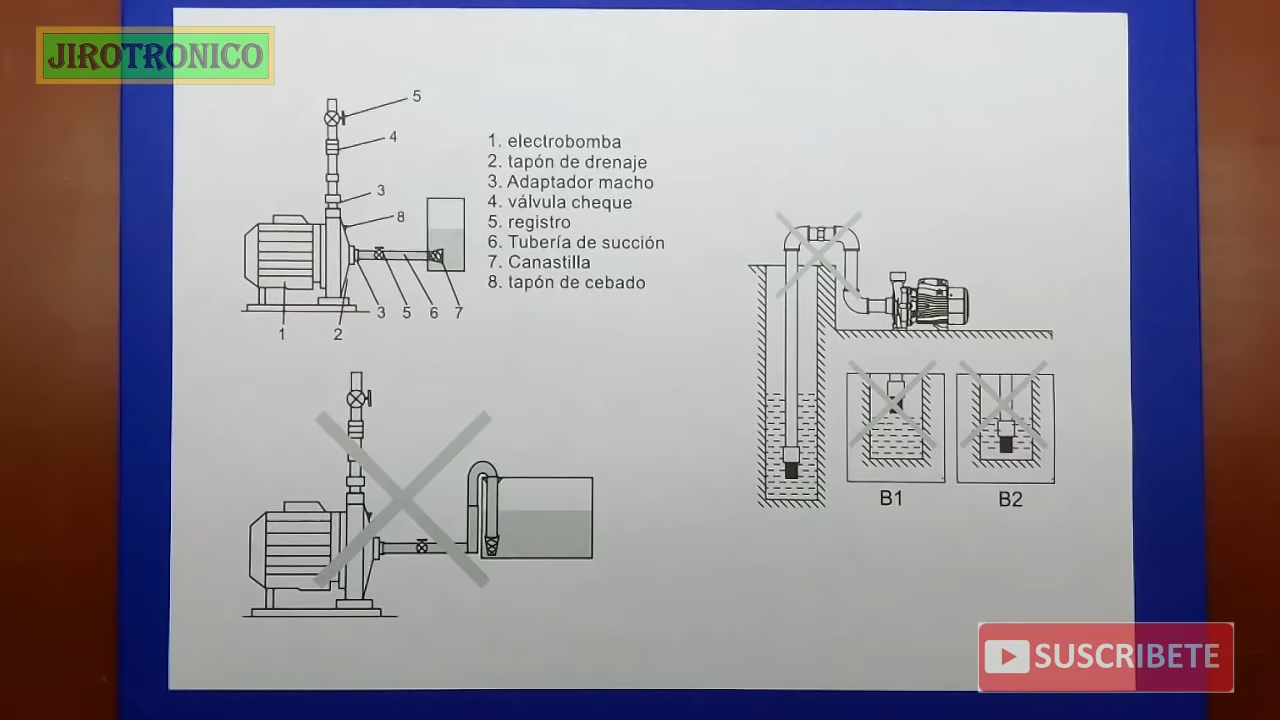 JIROTRONICO
5
4
3
8
3 5 6 7
1 2
1. electrobomba
2. tapón de drenaje
3. Adaptador macho
4. válvula cheque
5. registro
6. Tubería de succión
7. Canastilla
8. tapón de cebado
B1
B2
SUSCRIBETE